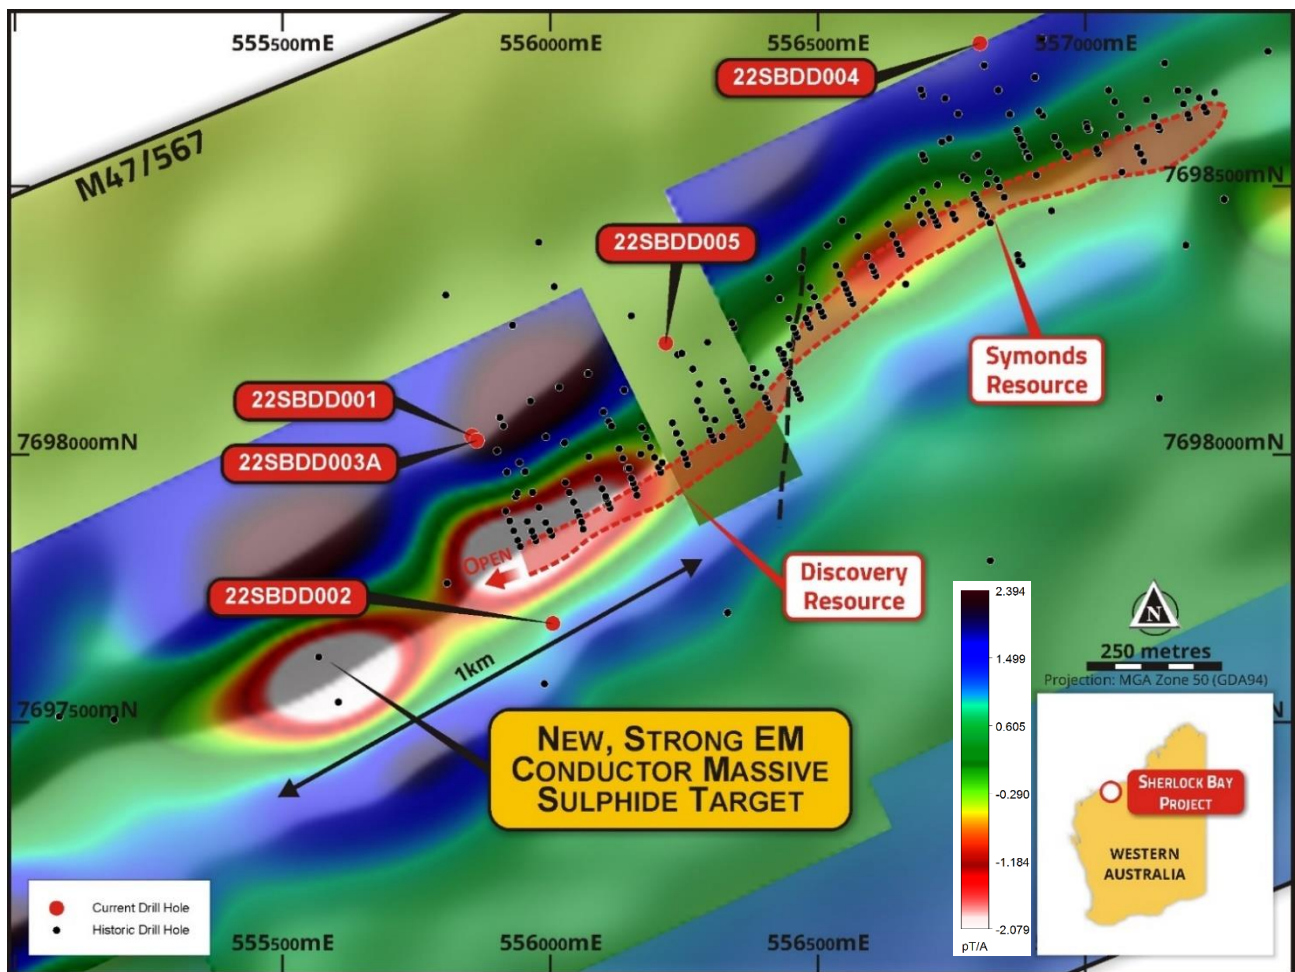 555500mE
556000mE
556500mE
557000mE
22SBDD004
M47/567
7698500mN
22SBDD005
Symonds
Resource
22SBDD001
7698000mN
7698000mN
22SBDD003A
OPEN
Discovery
Resource
22SBDD002
2.394
1.499
0.605
-0.290
-1.184
-2.079
pT/A
N
250 metres
Projection: MGA Zone 50 (GDA94)
1km
7697500mN
N
NEW, STRONG EM
CONDUCTOR MASSIVE
SULPHIDE TARGET
SHERLOCK BAY
PROJECT
WESTERN
AUSTRALIA
Current Drill Hole
Historic Drill Hole
555500mE
556000mE
556500mE